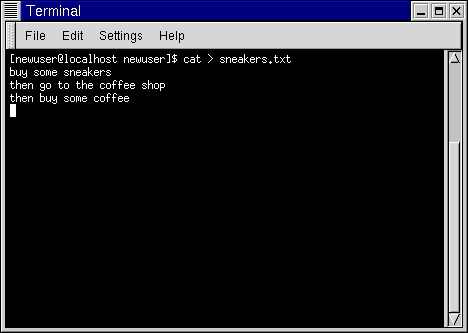 Terminal
File Edit Settings Help
[newuser@localhost newuser]$ cat > sneakers.txt
buy some sneakers
then go to the coffee shop
then buy some coffee